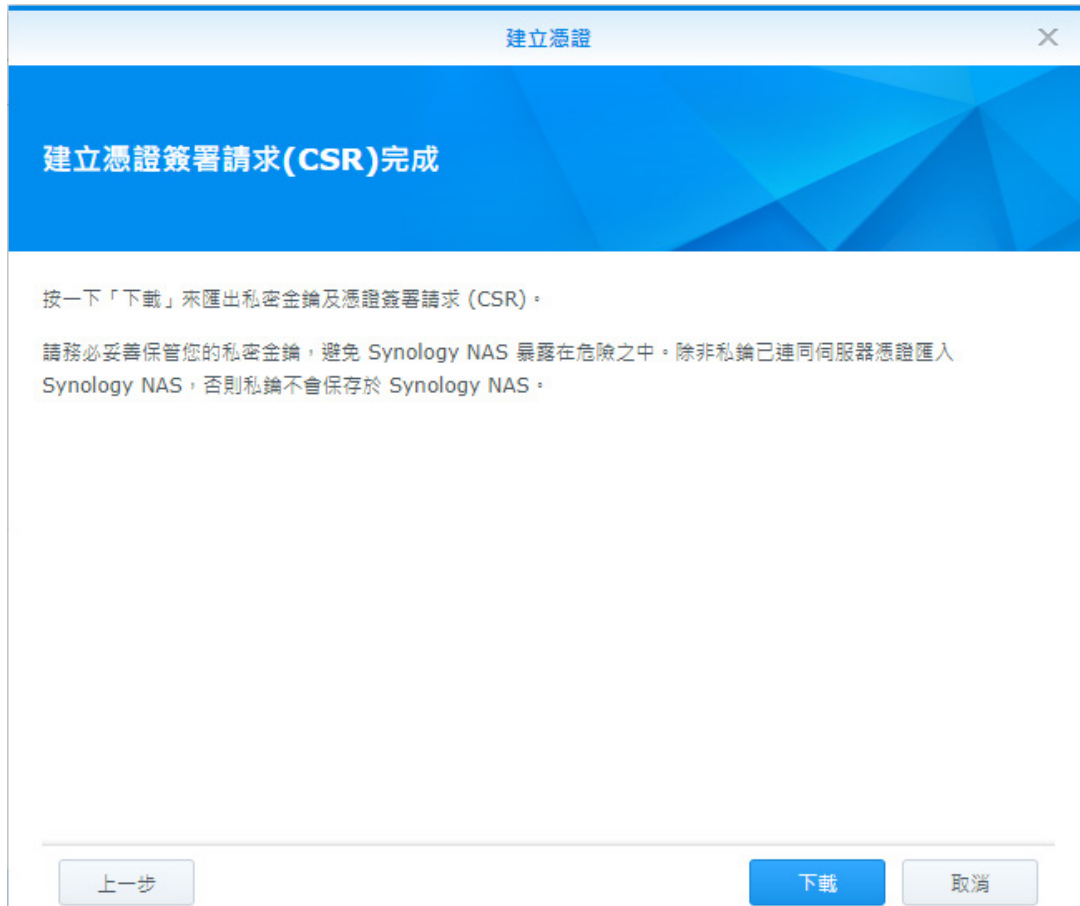 建立憑證
建立憑證簽署請求(CSR)完成
按一下「下載」來匯出私密金鑰及憑證簽署請求 (CSR)。
請務必妥善保管您的私密金鑰，避免 Synology NAS 暴露在危險之中。除非私鑰已連同伺服器憑證匯入
Synology NAS，否則私鑰不會保存於 Synology NAS。
上一步
下載
取消